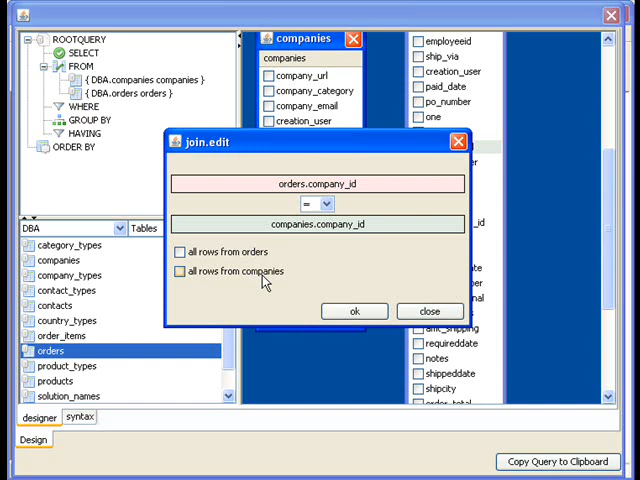 ROOTQUERY
SELECT
FROM
{ DBA.companies companies }
{ DBA.orders orders }
WHERE
GROUP BY
HAVING
ORDER BY
companies
companies
company_url
company_category
company_email
creation_user
employeeid
ship_via
creation_user
paid_date
po_number
one
join.edit
orders.company_id
=
companies.company_id
all rows from orders
all rows from companies
ok
close
DBA
Tables
category_types
companies
company_types
contact_types
contacts
country_types
order_items
orders
product_types
products
solution_names
amt_shipping
requireddate
notes
shippeddate
shipcity
order_total
designer
syntax
Design
Copy Query to Clipboard